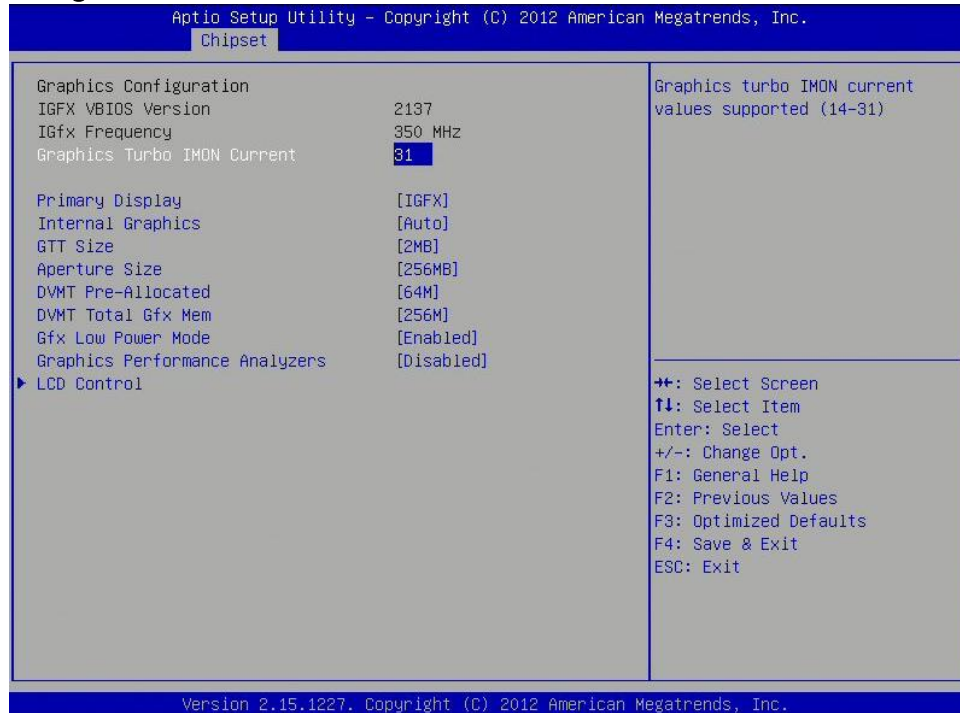 Aptio Setup Utility – Copyright (C) 2012 American Megatrends, Inc.
Chipset
Graphics Configuration
IGFX VBIOS Version 2137
IGfx Frequency 350 MHz
Graphics Turbo IMON Current 31
Primary Display [IGFX]
Internal Graphics [Auto]
GTT Size [2MB]
Aperture Size [256MB]
DVMT Pre-Allocated [64M]
DVMT Total Gfx Mem [256M]
Gfx Low Power Mode [Enabled]
Graphics Performance Analyzers [Disabled]
LCD Control
Graphics turbo IMON current
values supported (14-31)
→←: Select Screen
↑↓: Select Item
Enter: Select
+/-: Change Opt.
F1: General Help
F2: Previous Values
F3: Optimized Defaults
F4: Save & Exit
ESC: Exit
Version 2.15.1227. Copyright (C) 2012 American Megatrends, Inc.